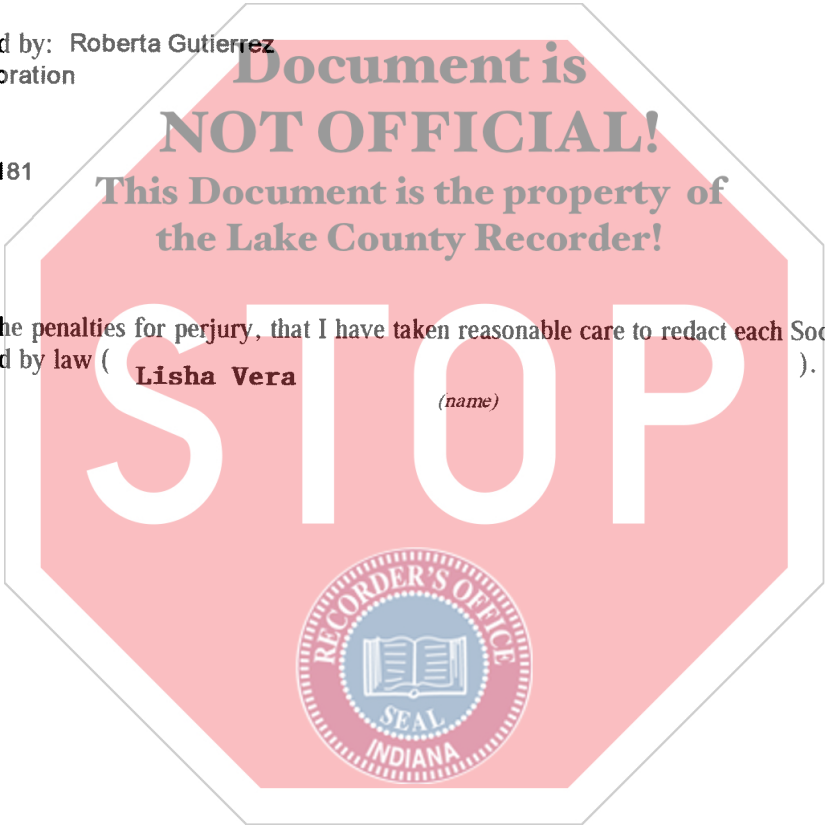 d by: Roberta Gutierrez
oration
Document is
NOT OFFICIAL!
181
This Document is the property of
the Lake County Recorder!
he penalties for perjury, that I have taken reasonable care to redact each Soc
d by law ( Lisha Vera ).
(name)
STOP
RECORDER'S OFFICE
SEAL
INDIANA